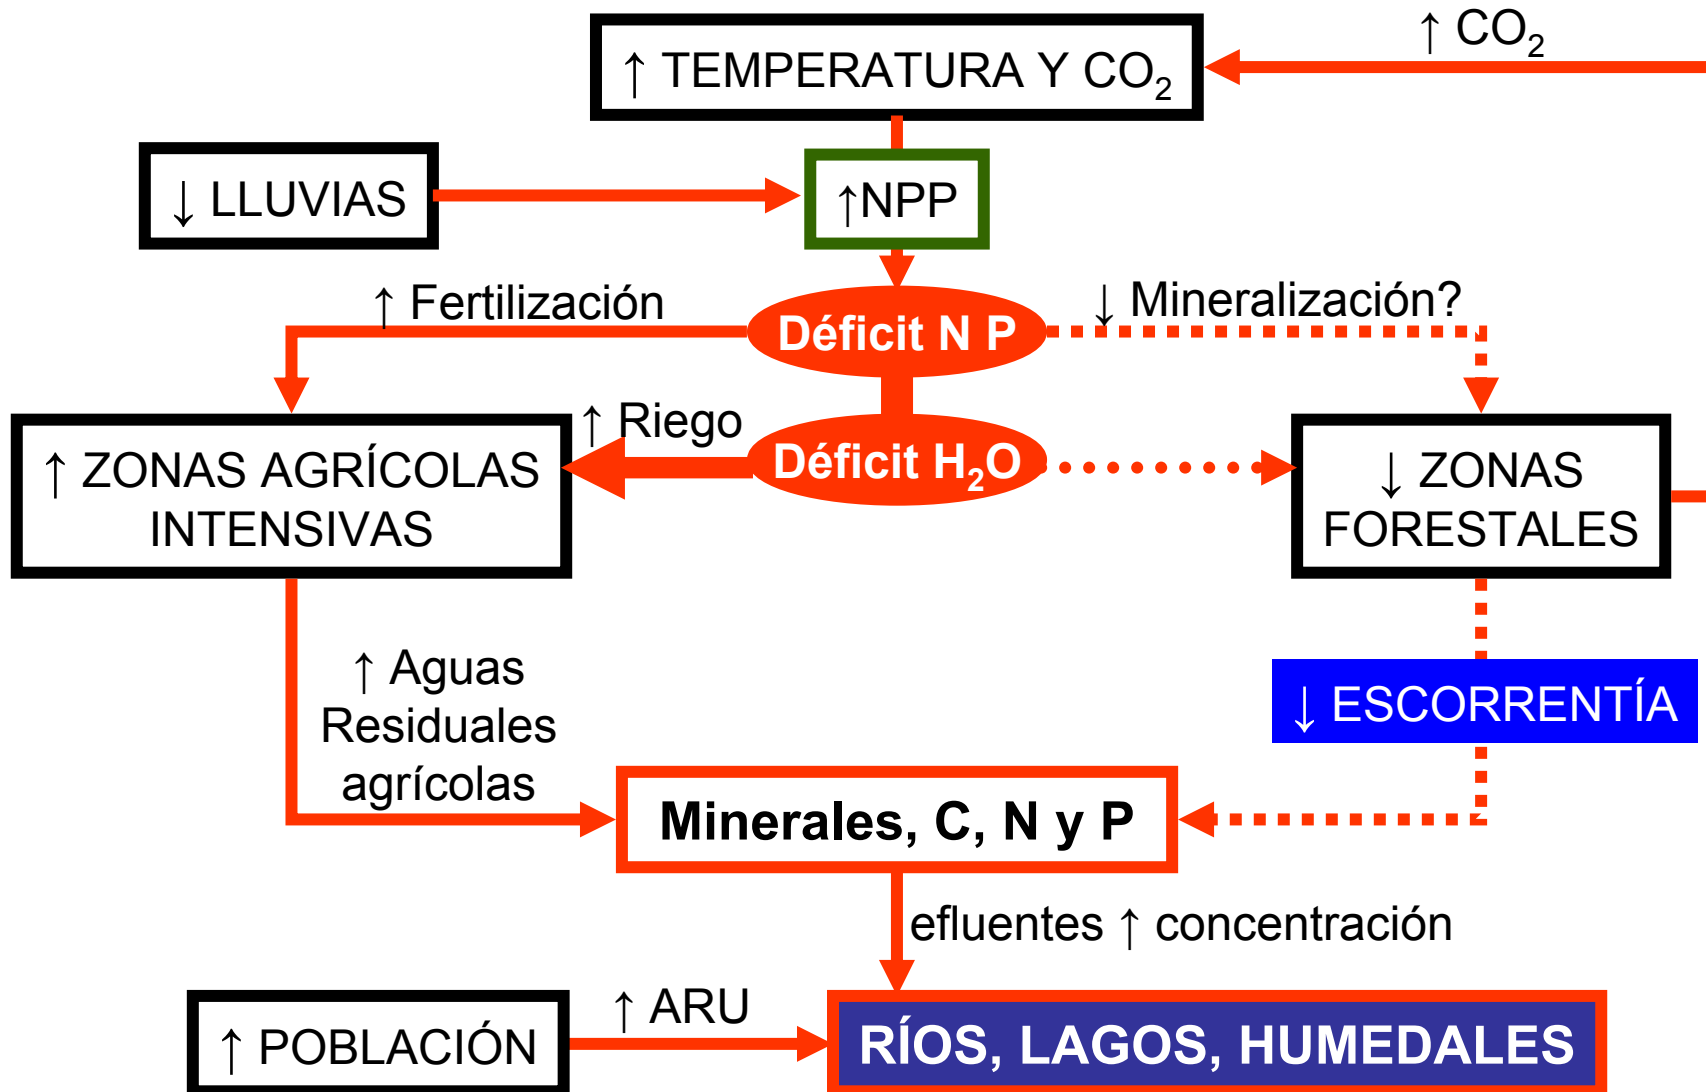 ↑ CO₂
↑ TEMPERATURA Y CO₂
↓ LLUVIAS
↑NPP
↑ Fertilización
Déficit N P
↓ Mineralización?
↑ Riego
Déficit H₂O
↑ ZONAS AGRÍCOLAS
INTENSIVAS
↓ ZONAS
FORESTALES
↑ Aguas
Residuales
agrícolas
↓ ESCORRENTÍA
Minerales, C, N y P
efluentes ↑ concentración
↑ POBLACIÓN
↑ ARU
RÍOS, LAGOS, HUMEDALES